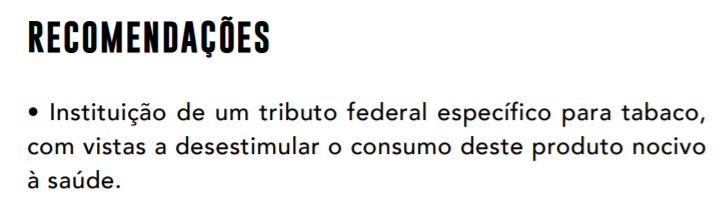 RECOMENDAÇÕES
• Instituição de um tributo federal específico para tabaco,
com vistas a desestimular o consumo deste produto nocivo
à saúde.